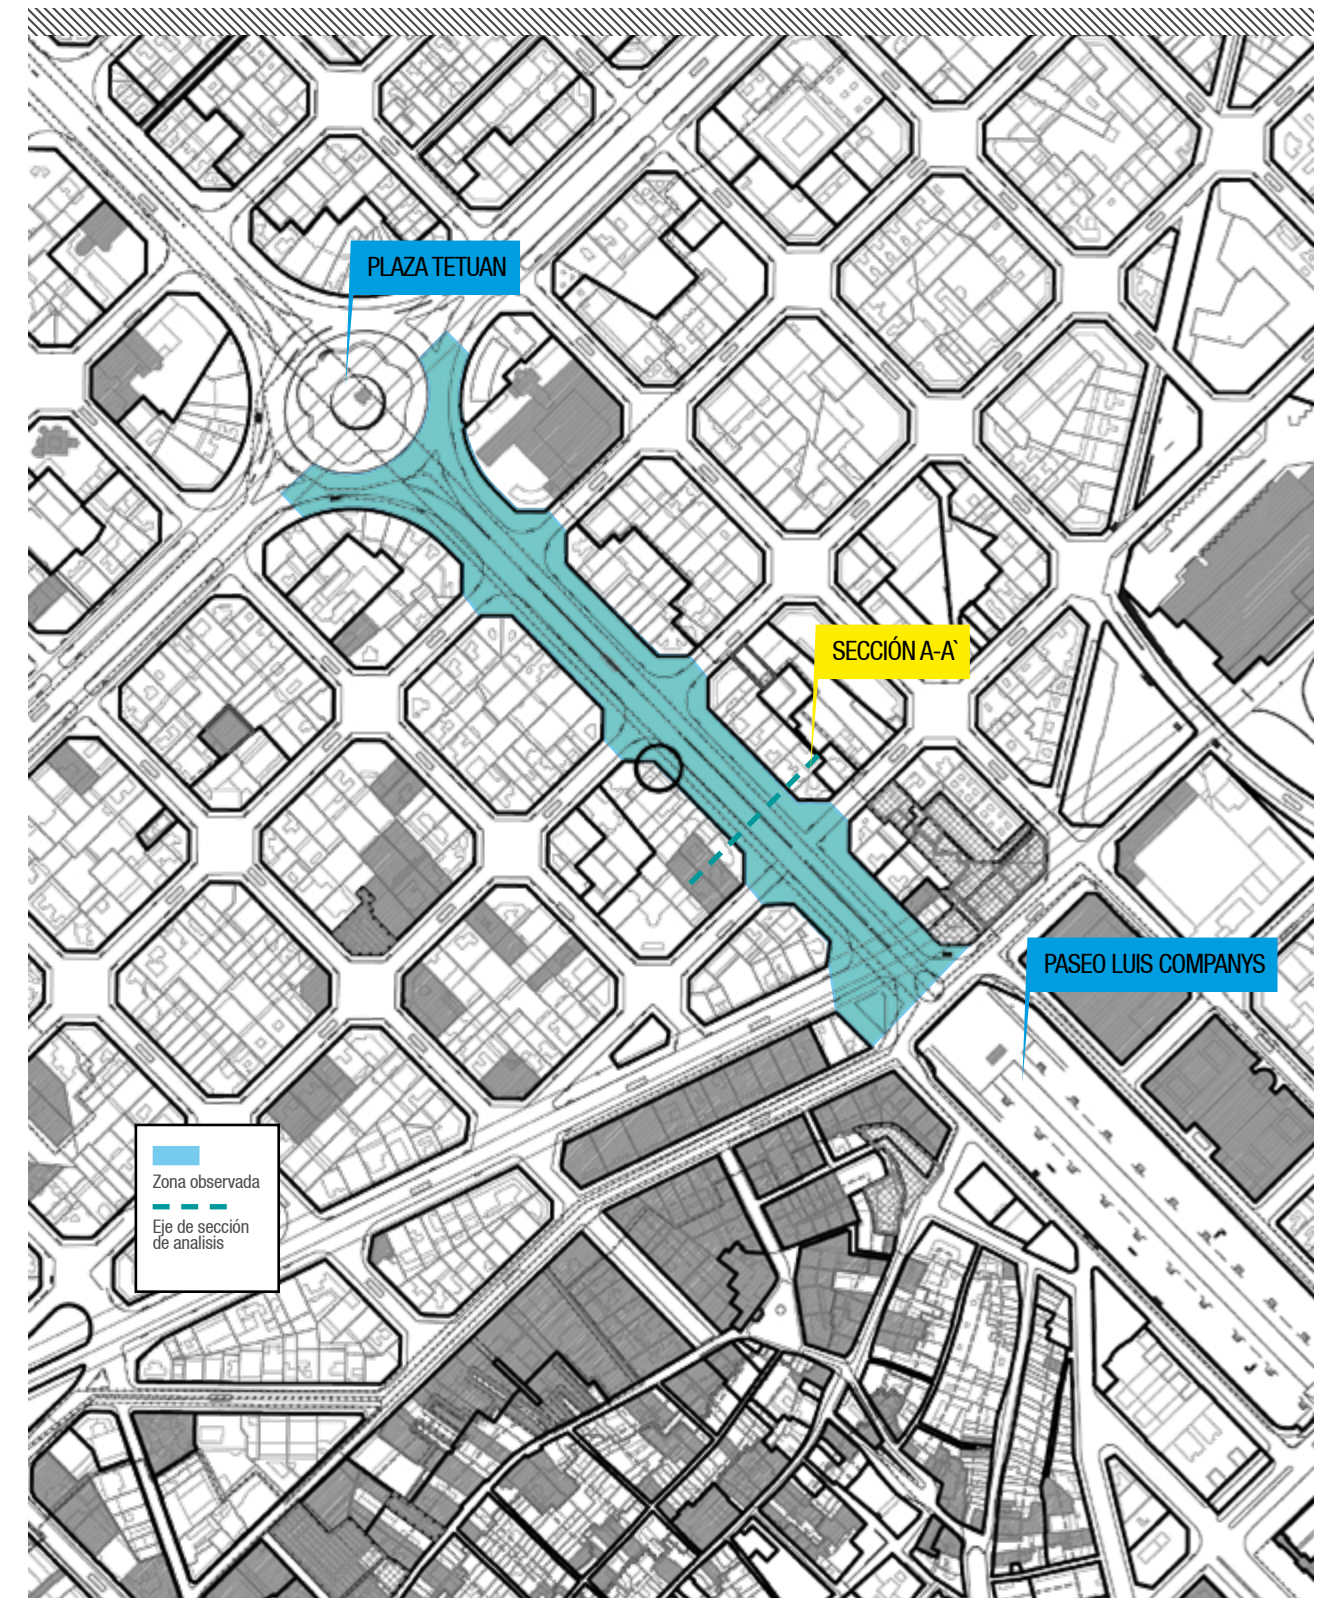 PLAZA TETUAN
SECCIÓN A-A`
PASEO LUIS COMPANYS
Zona observada
Eje de sección
de analisis